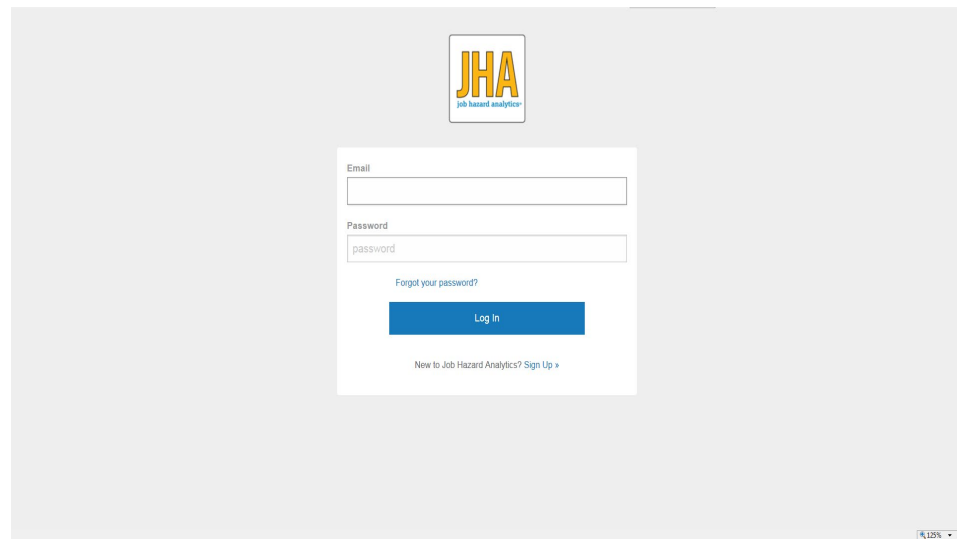 JHA
job hazard analytics
Email
Password
password
Forgot your password?
Log In
New to Job Hazard Analytics? Sign Up »
125%